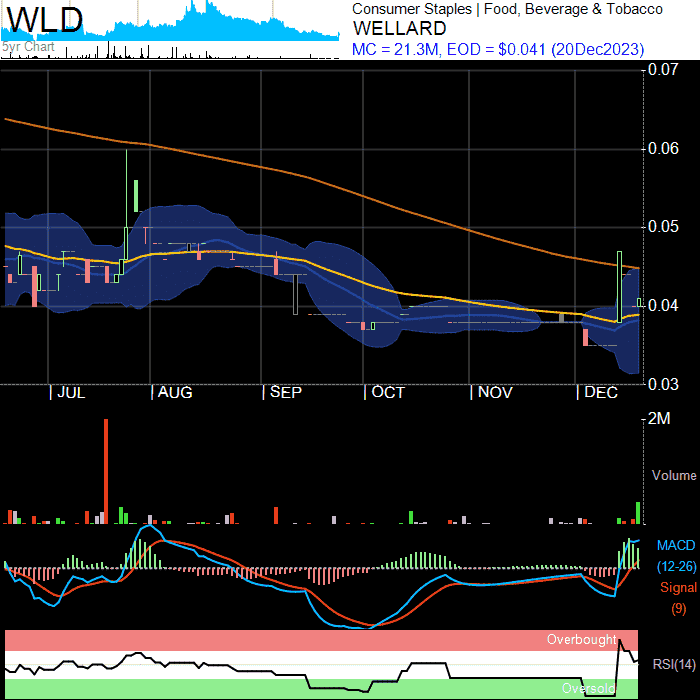 WLD
5yr Chart
Consumer Staples | Food, Beverage & Tobacco
WELLARD
MC = 21.3M, EOD = $0.041 (20Dec2023)
0.07
0.06
0.05
0.04
0.03
JUL
AUG
SEP
OCT
NOV
DEC
2M
Volume
MACD
(12-26)
Signal
(9)
Overbought
RSI(14)
Oversold